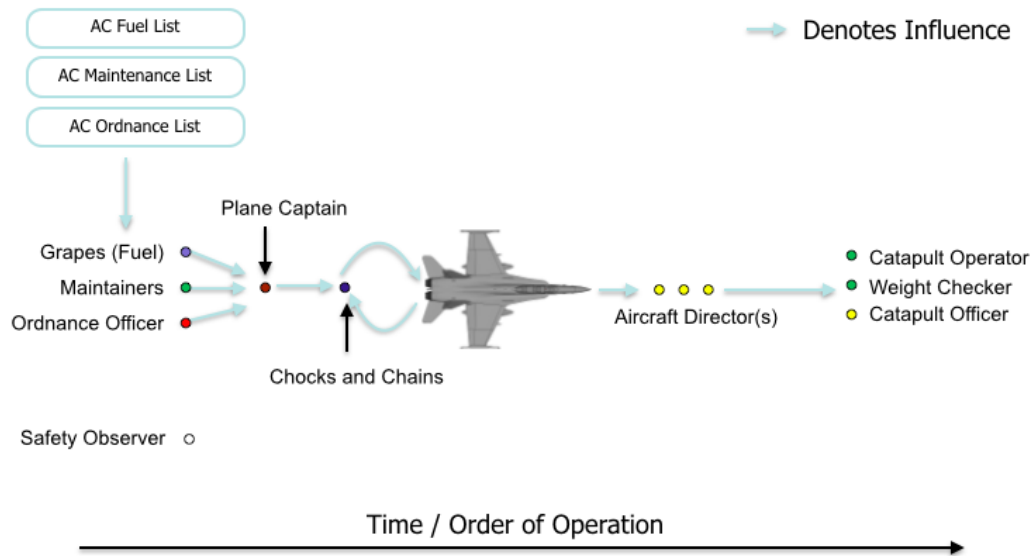 AC Fuel List
Denotes Influence
AC Maintenance List
AC Ordnance List
Plane Captain
Grapes (Fuel)
Maintainers
Ordnance Officer
Chocks and Chains
Aircraft Director(s)
Catapult Operator
Weight Checker
Catapult Officer
Safety Observer
Time / Order of Operation